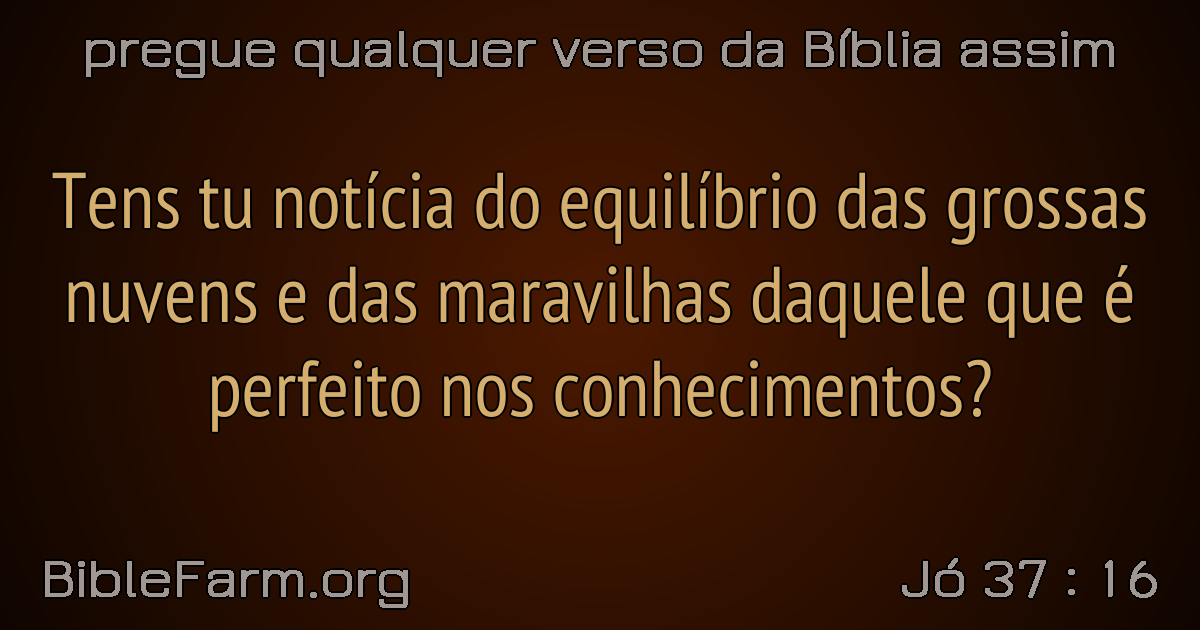 pregue qualquer verso da Bíblia assim
Tens tu notícia do equilíbrio das grossas
nuvens e das maravilhas daquele que é
perfeito nos conhecimentos?
BibleFarm.org
Jó 37 : 16